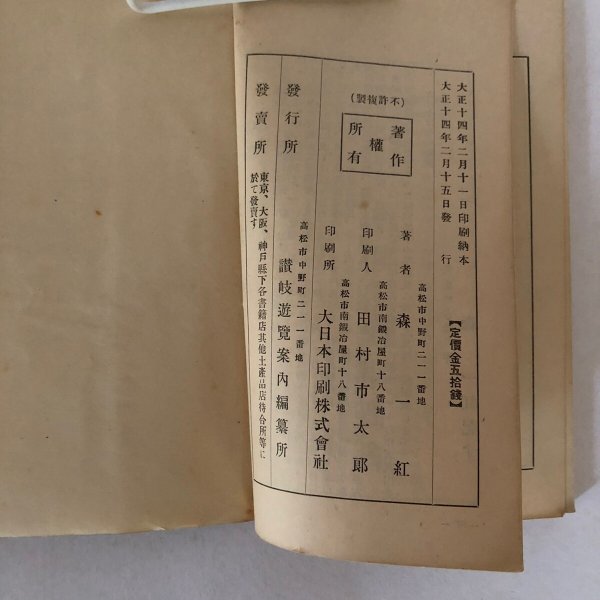 大正十四年二月十一日印刷納本
大正十四年二月十五日發行
【定價金五拾錢】
（不許複製）
著作權所有
高松市中野町二一一番地
著者 森一紅
高松市南鍛冶屋町十八番地
印刷人 田村市太郎
高松市南鍛冶屋町十八番地
印刷所 大日本印刷株式會社
高松市中野町二一一番地
發行所 讃岐遊覽案內編纂所
發賣所 東京、大阪、神戶縣下各書籍店其他土產品店待合所等に
於て發賣す